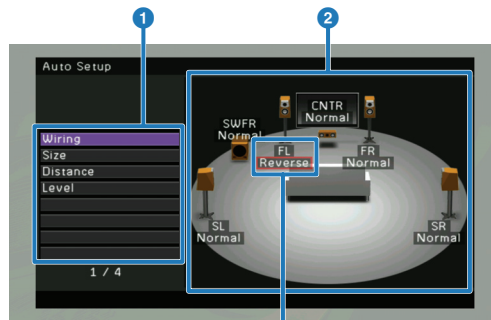 1
2
Auto Setup
Wiring
Size
Distance
Level
1 / 4
CNTR
Normal
SWFR
Normal
FL
Reverse
FR
Normal
SL
Normal
SR
Normal